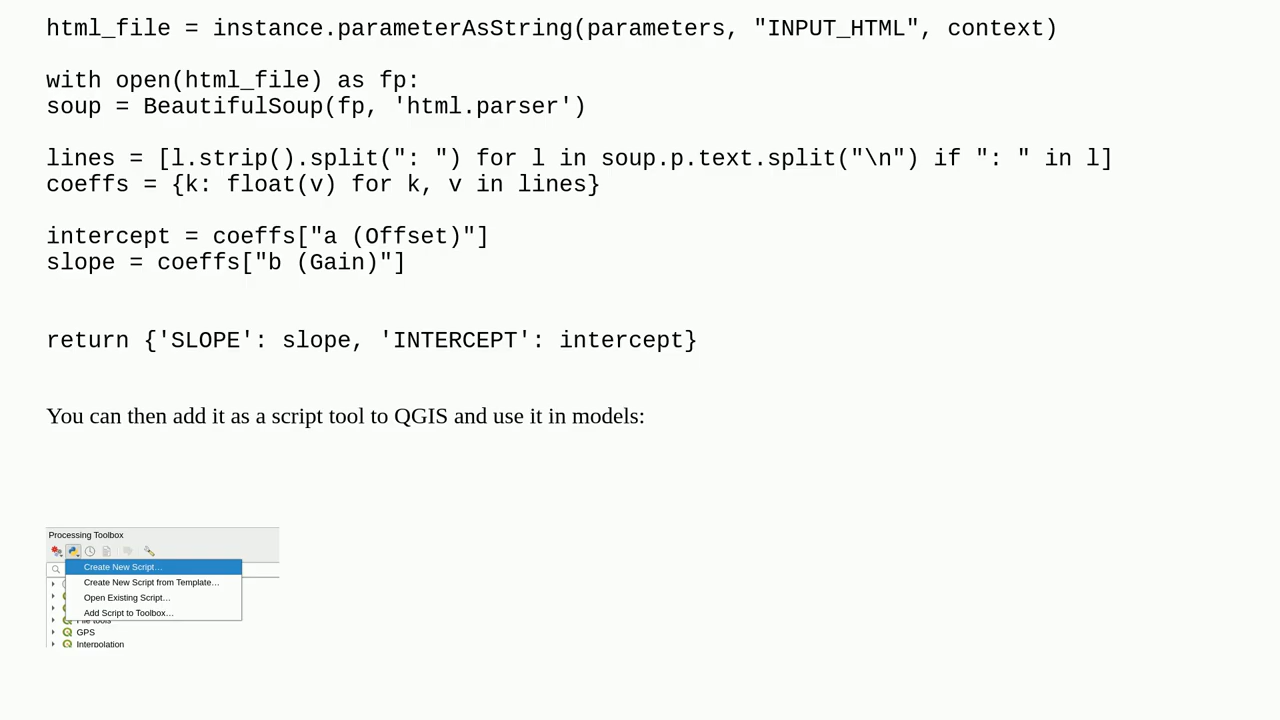 html_file = instance.parameterAsString(parameters, "INPUT_HTML", context)
with open(html_file) as fp:
soup = BeautifulSoup(fp, 'html.parser')
lines = [l.strip().split(": ") for l in soup.p.text.split("\n") if ": " in l]
coeffs = {k: float(v) for k, v in lines}
intercept = coeffs["a (Offset)"]
slope = coeffs["b (Gain)"]
return {'SLOPE': slope, 'INTERCEPT': intercept}
You can then add it as a script tool to QGIS and use it in models:
Processing Toolbox
Create New Script…
Create New Script from Template…
Open Existing Script…
Add Script to Toolbox…
File tools
GPS
Interpolation